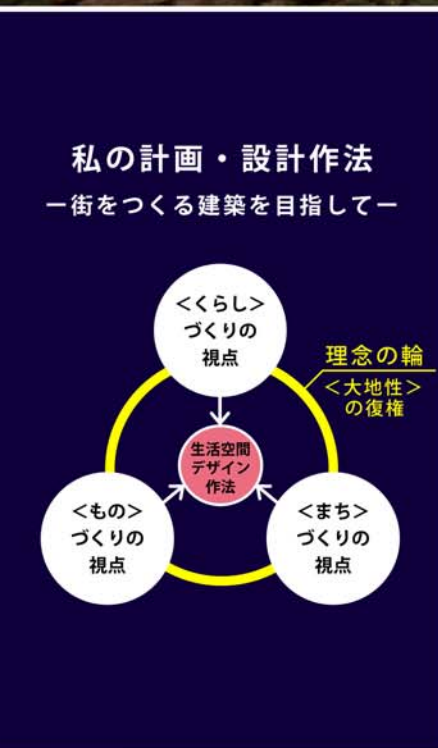 私の計画・設計作法
ー街をつくる建築を目指してー
＜くらし＞
づくりの
視点
理念の輪
＜大地性＞
の復権
生活空間
デザイン
作法
＜もの＞
づくりの
視点
＜まち＞
づくりの
視点